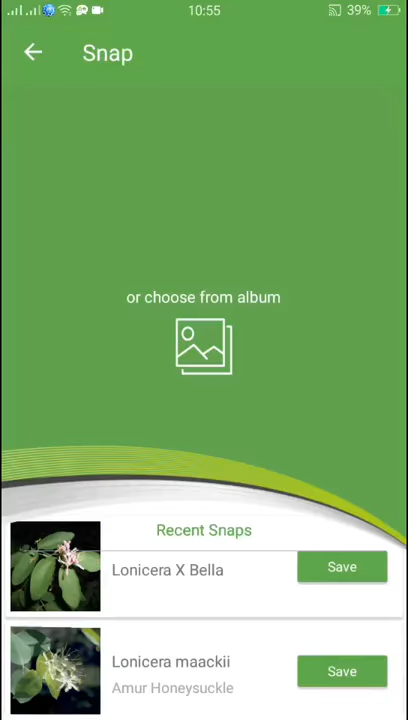 10:55
39%
Snap
or choose from album
Recent Snaps
Lonicera X Bella
Save
Lonicera maackii
Amur Honeysuckle
Save